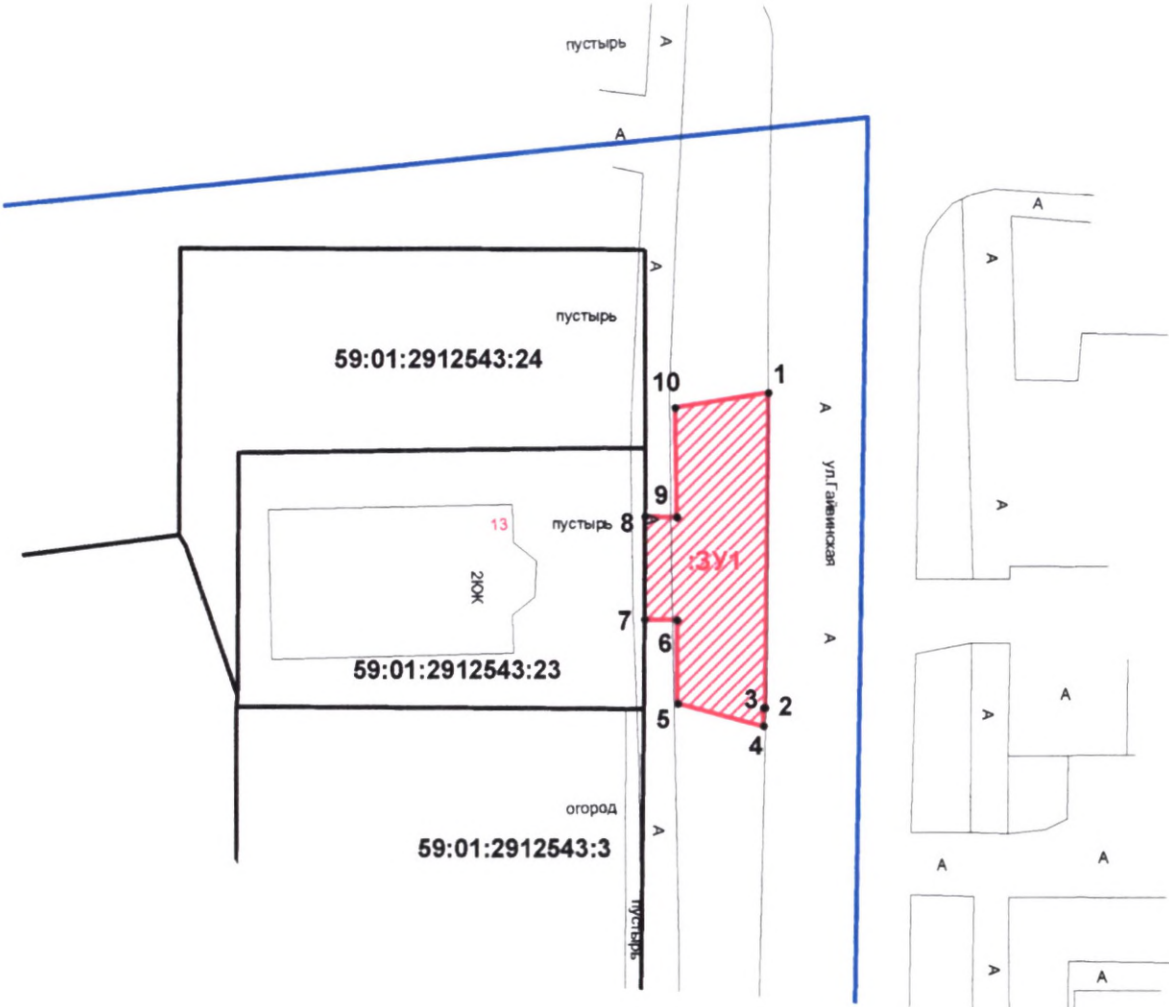 пустырь
А
А
А
А
А
пустырь
59:01:2912543:24
10
1
А
9
ул.Гайвинская
А
13
пустырь
8
А
:ЗУ1
2КЖ
7
6
А
59:01:2912543:23
А
3
2
5
А
4
огород
А
59:01:2912543:3
А
А
пустырь
А
А